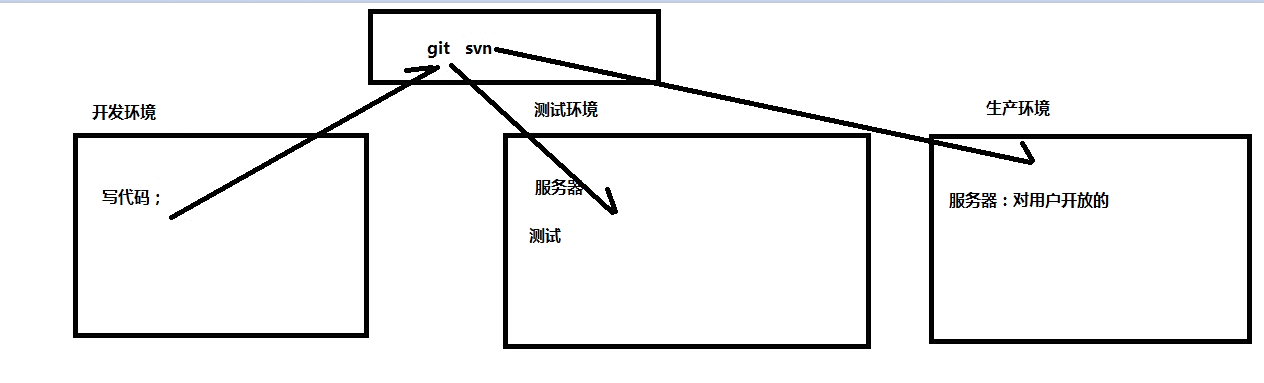 git svn
开发环境
测试环境
生产环境
写代码；
服务器
测试
服务器：对用户开放的